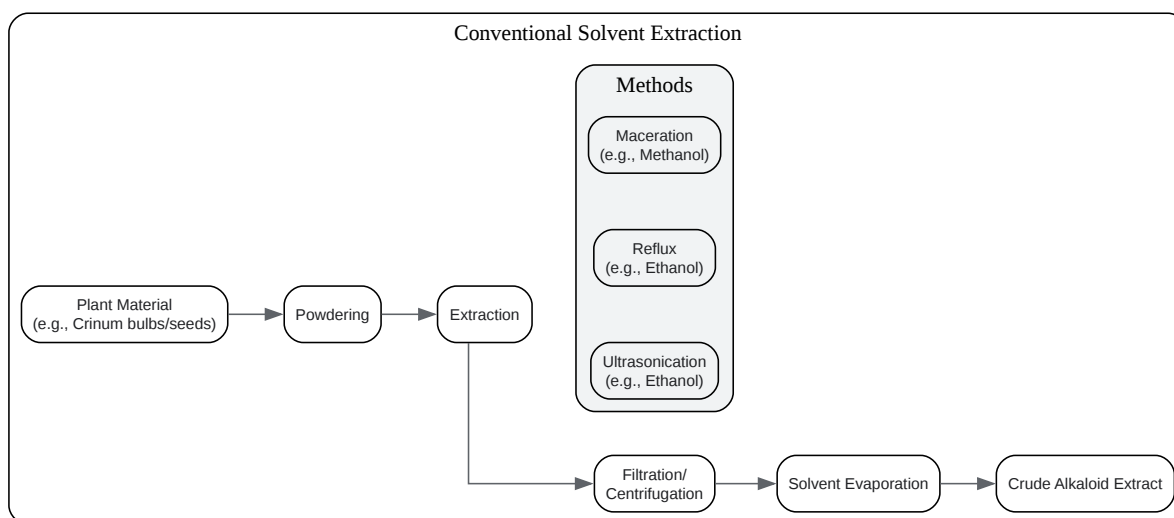 Conventional Solvent Extraction
Methods
Maceration
(e.g., Methanol)
Reflux
(e.g., Ethanol)
Plant Material
(e.g., Crinum bulbs/seeds)
Powdering
Extraction
Ultrasonication
(e.g., Ethanol)
Filtration/
Centrifugation
Solvent Evaporation
Crude Alkaloid Extract